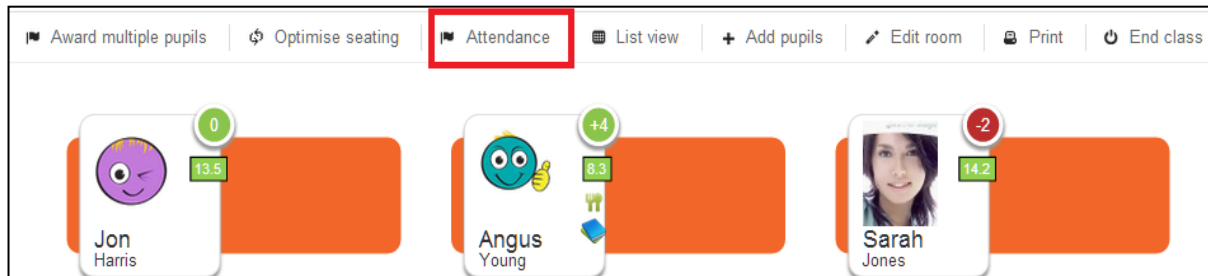 Award multiple pupils Optimise seating Attendance List view Add pupils Edit room Print End class
0 +4 -2
13.5 8.3 14.2
Jon Angus Sarah
Harris Young Jones